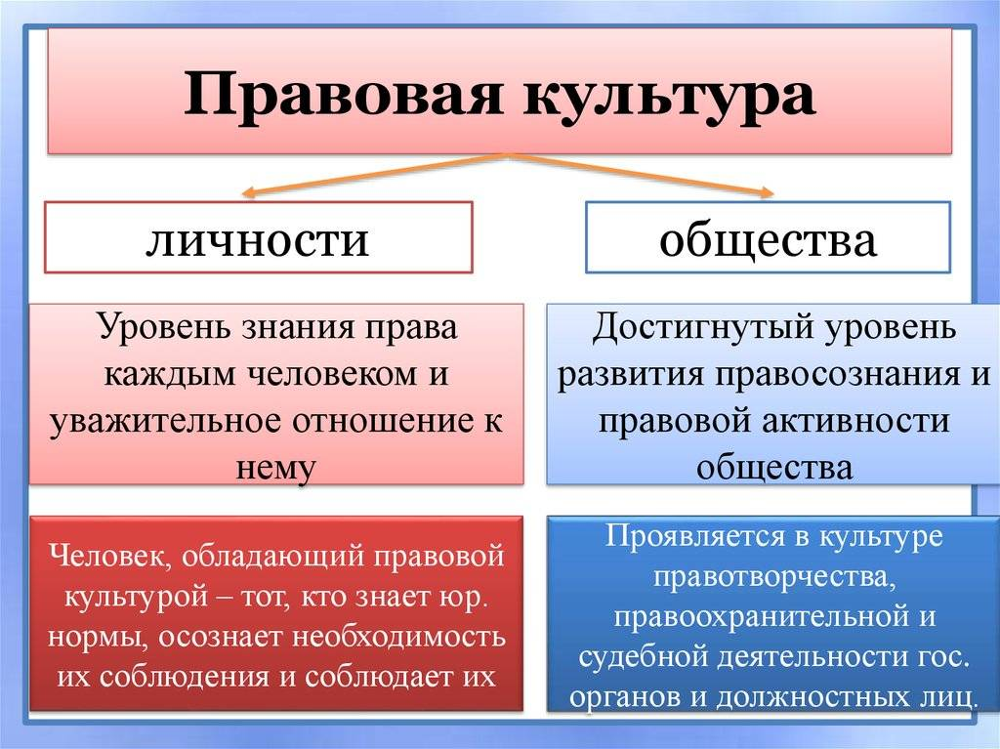 Правовая культура
личности
общества
Уровень знания права
каждым человеком и
уважительное отношение к
нему
Достигнутый уровень
развития правосознания и
правовой активности
общества
Человек, обладающий правовой
культурой – тот, кто знает юр.
нормы, осознает необходимость
их соблюдения и соблюдает их
Проявляется в культуре
правотворчества,
правоохранительной и
судебной деятельности гос.
органов и должностных лиц.